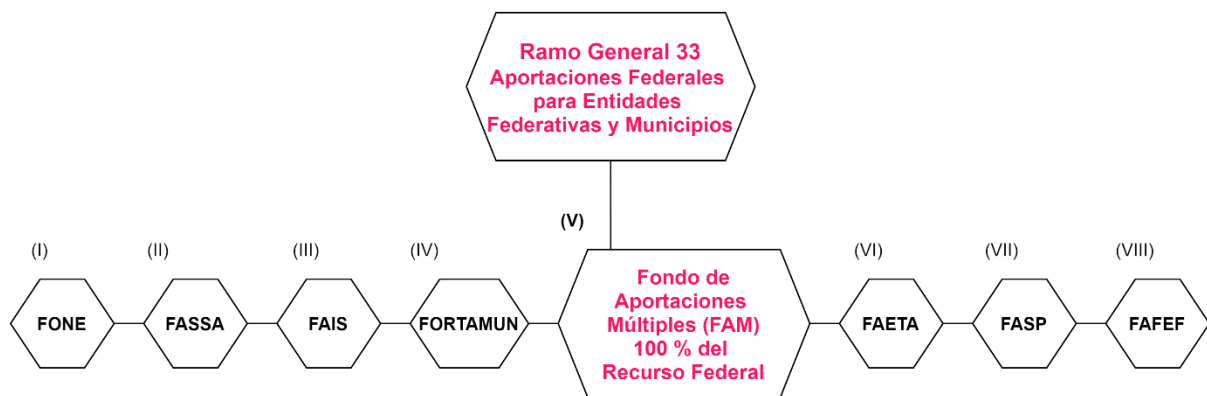 Ramo General 33
Aportaciones Federales
para Entidades
Federativas y Municipios
(V)
(I)
(II)
(III)
(IV)
(VI)
(VII)
(VIII)
FONE
FASSA
FAIS
FORTAMUN
Fondo de
Aportaciones
Múltiples (FAM)
100 % del
Recurso Federal
FAETA
FASP
FAFEF